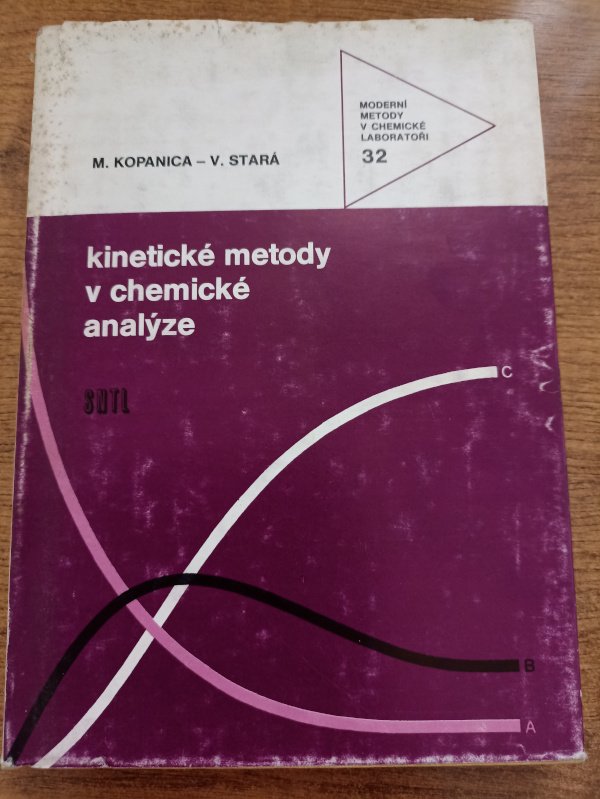 M. KOPANICA – V. STARÁ
MODERNÍ
METODY
V CHEMICKÉ
LABORATOŘI
32
kinetické metody
v chemické
analýze
SNTL
C
B
A